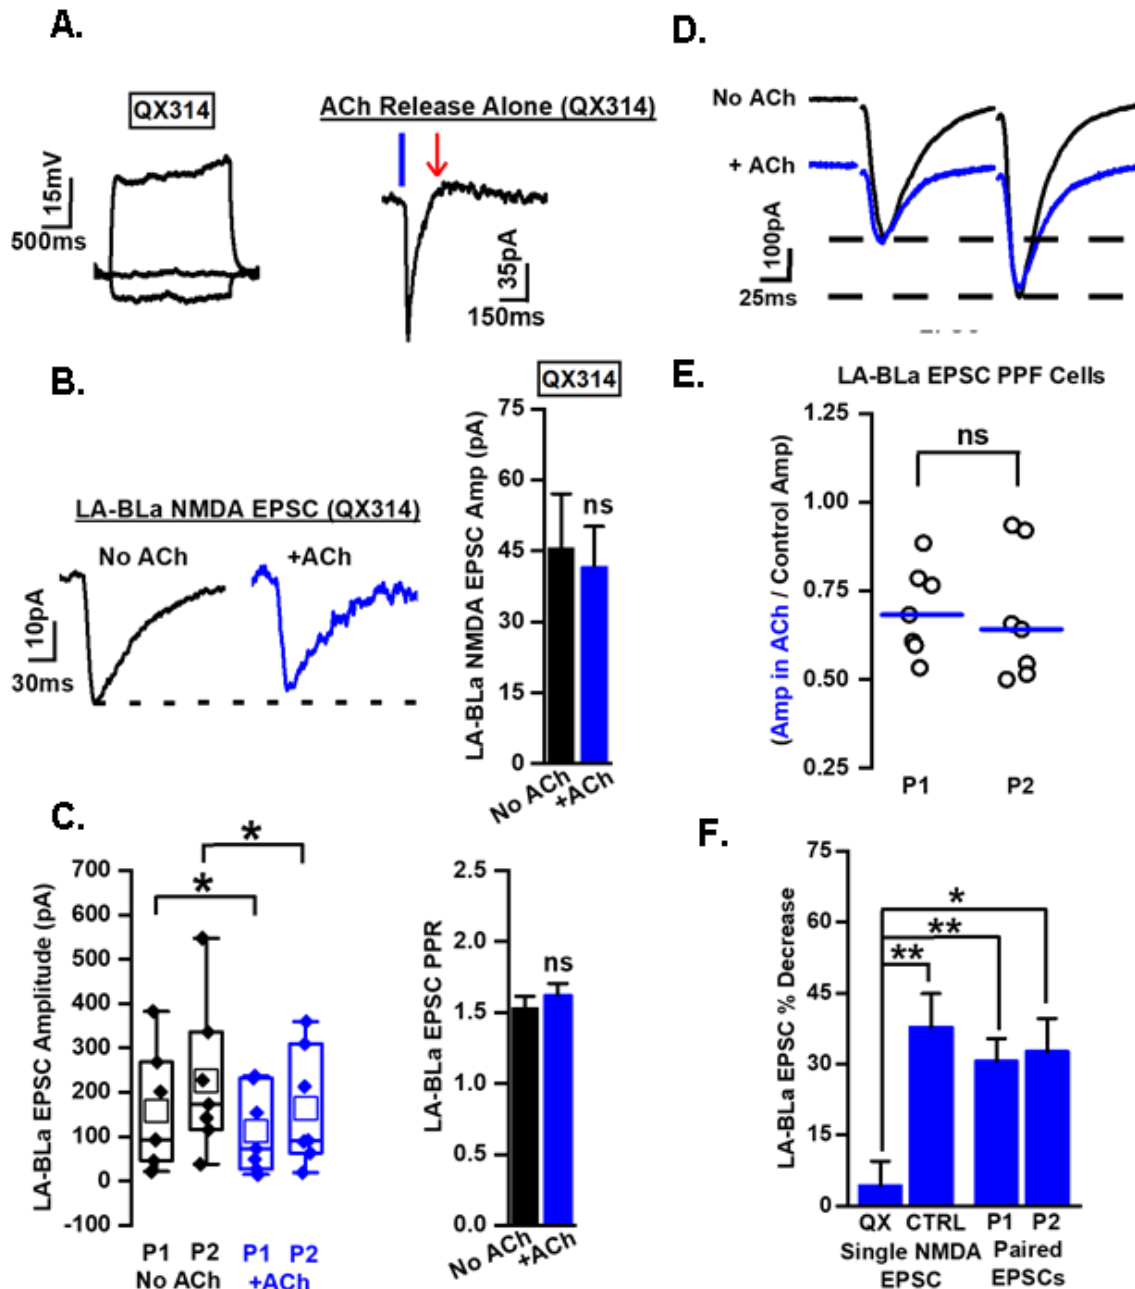 A.
QX314
15mV
500ms
ACh Release Alone (QX314)
35pA
150ms
B.
LA-BLa NMDA EPSC (QX314)
No ACh
+ACh
10pA
30ms
QX314
LA-BLa NMDA EPSC Amp (pA)
75
60
45
30
15
0
ns
No ACh
+ACh
C.
LA-BLa EPSC Amplitude (pA)
700
600
500
400
300
200
100
0
-100
*
*
P1 P2 P1 P2
No ACh +ACh
LA-BLa EPSC PPR
2.5
2.0
1.5
1.0
0.5
0.0
ns
No ACh
+ACh
D.
No ACh
+ ACh
100pA
25ms
E.
LA-BLa EPSC PPF Cells
(Amp in ACh / Control Amp)
1.25
1.00
0.75
0.50
0.25
ns
P1 P2
F.
LA-BLa EPSC % Decrease
75
60
45
30
15
0
*
**
**
QX CTRL P1 P2
Single NMDA Paired
EPSC EPSCs